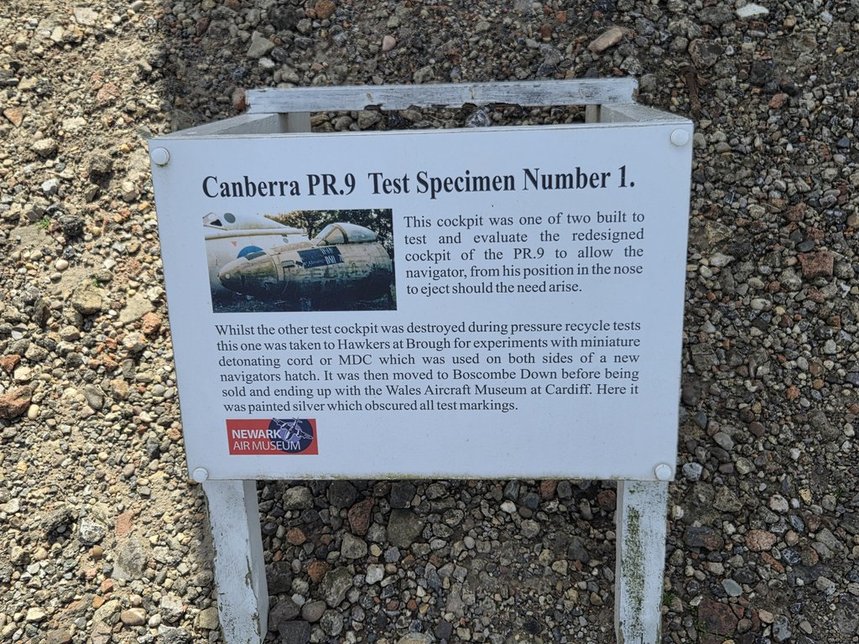 Canberra PR.9 Test Specimen Number 1.
This cockpit was one of two built to
test and evaluate the redesigned
cockpit of the PR.9 to allow the
navigator, from his position in the nose
to eject should the need arise.
Whilst the other test cockpit was destroyed during pressure recycle tests
this one was taken to Hawkers at Brough for experiments with miniature
detonating cord or MDC which was used on both sides of a new
navigators hatch. It was then moved to Boscombe Down before being
sold and ending up with the Wales Aircraft Museum at Cardiff. Here it
was painted silver which obscured all test markings.
NEWARK
AIR MUSEUM